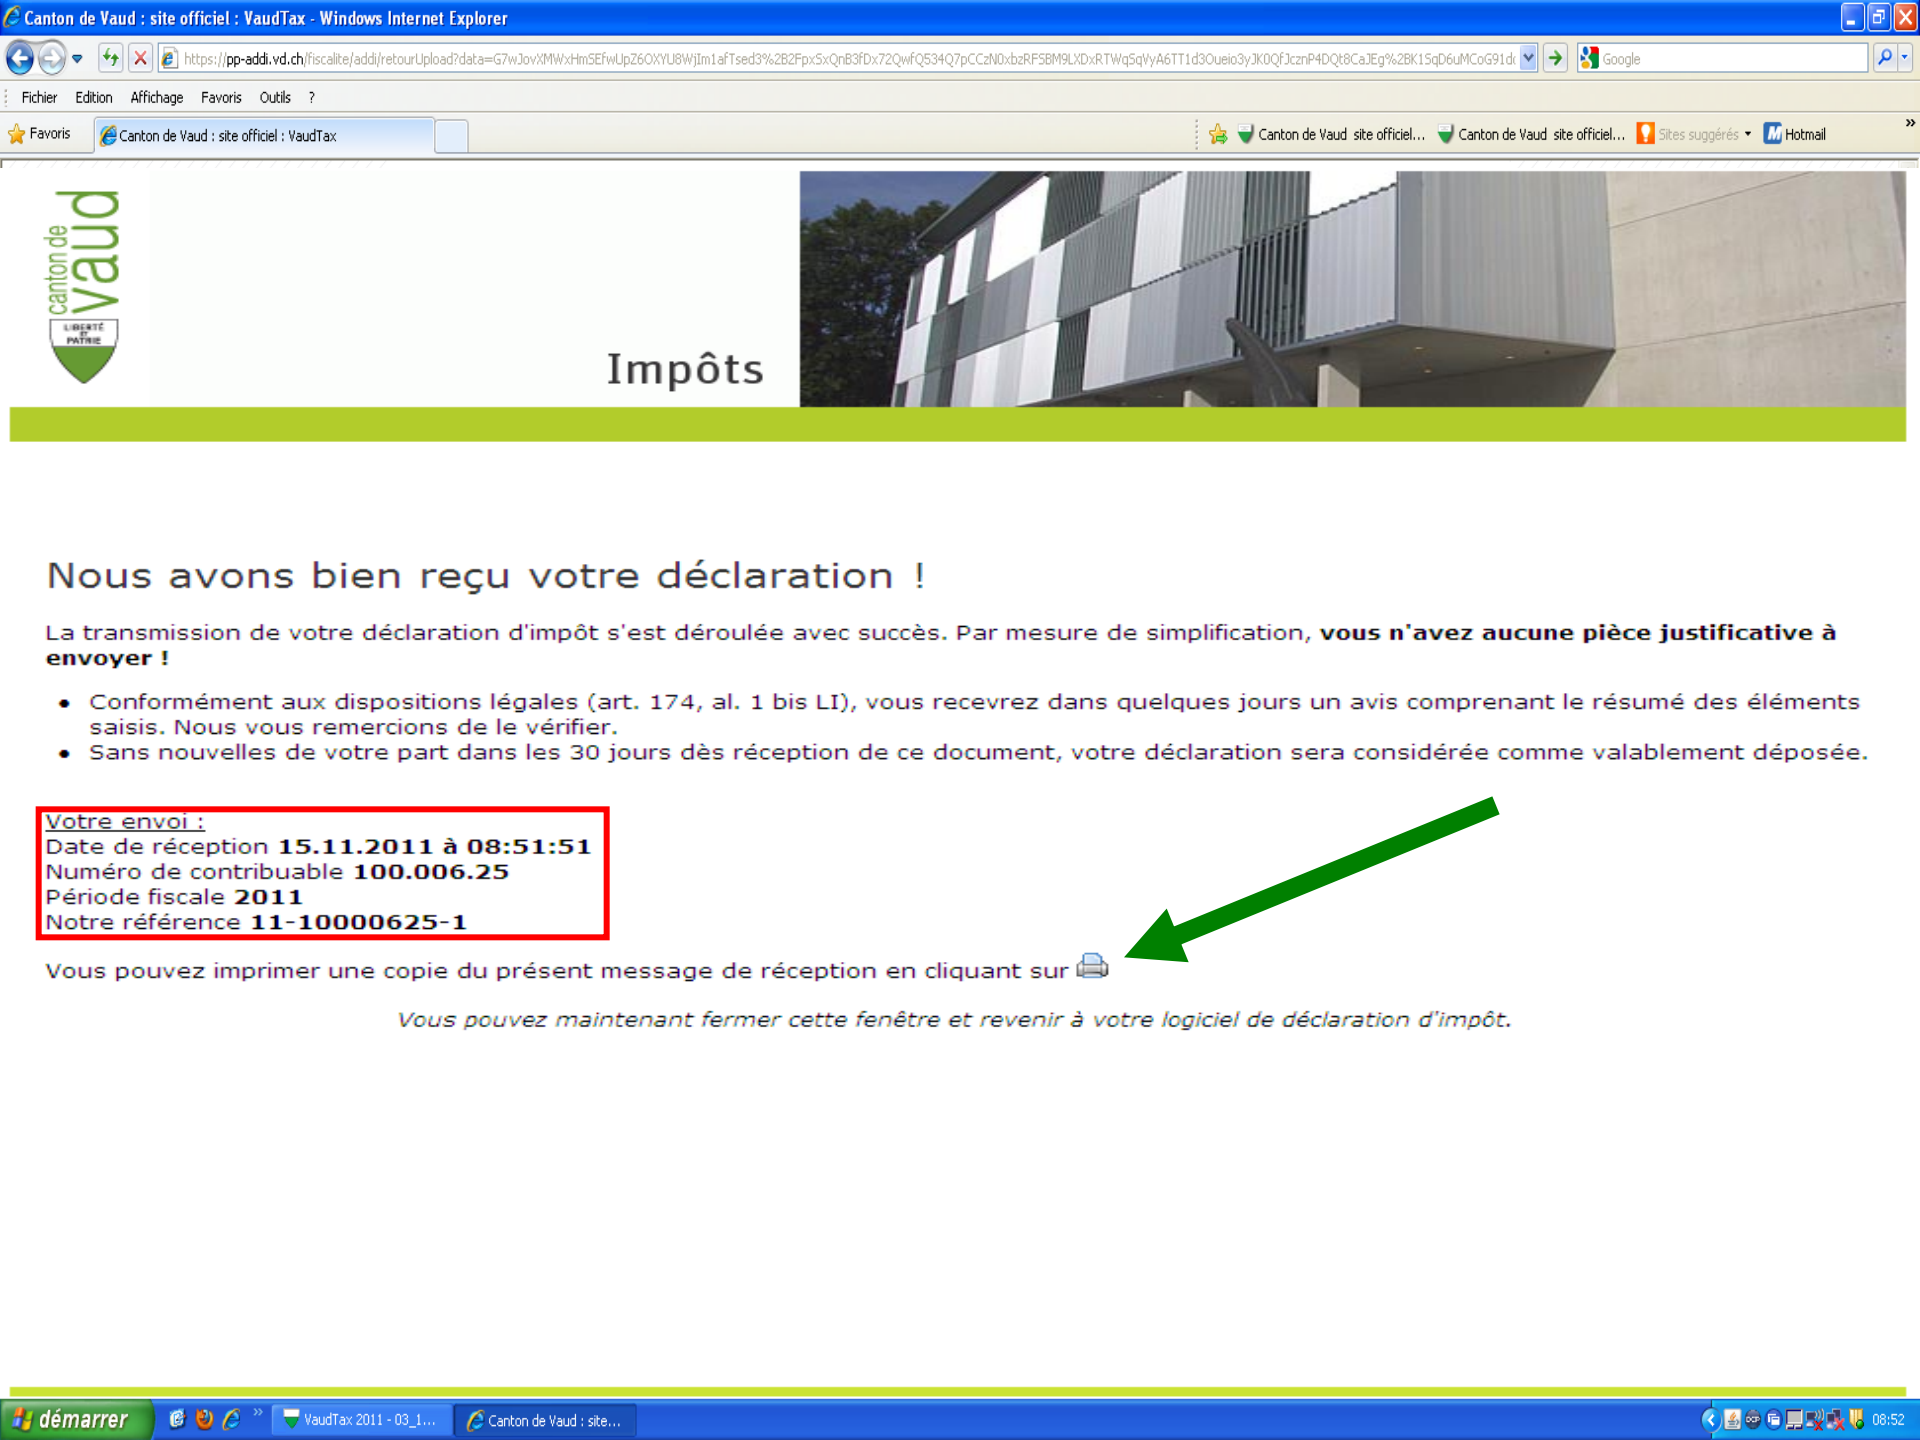 Canton de Vaud : site officiel : VaudTax - Windows Internet Explorer
Google
Fichier Edition Affichage Favoris Outils ?
Favoris Canton de Vaud : site officiel : VaudTax Canton de Vaud site officiel... Canton de Vaud site officiel... Sites suggérés Hotmail »
canton de
vaud
LIBERTÉ
ET
PATRIE
Impôts
Nous avons bien reçu votre déclaration !
La transmission de votre déclaration d'impôt s'est déroulée avec succès. Par mesure de simplification, vous n'avez aucune pièce justificative à
envoyer !
• Conformément aux dispositions légales (art. 174, al. 1 bis LI), vous recevrez dans quelques jours un avis comprenant le résumé des éléments
saisis. Nous vous remercions de le vérifier.
• Sans nouvelles de votre part dans les 30 jours dès réception de ce document, votre déclaration sera considérée comme valablement déposée.
Votre envoi :
Date de réception 15.11.2011 à 08:51:51
Numéro de contribuable 100.006.25
Période fiscale 2011
Notre référence 11-10000625-1
Vous pouvez imprimer une copie du présent message de réception en cliquant sur
Vous pouvez maintenant fermer cette fenêtre et revenir à votre logiciel de déclaration d'impôt.
démarrer » VaudTax 2011 - 03_1... Canton de Vaud : site... 08:52